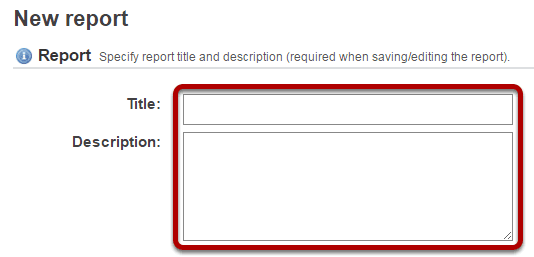 New report
Report Specify report title and description (required when saving/editing the report).
Title:
Description: